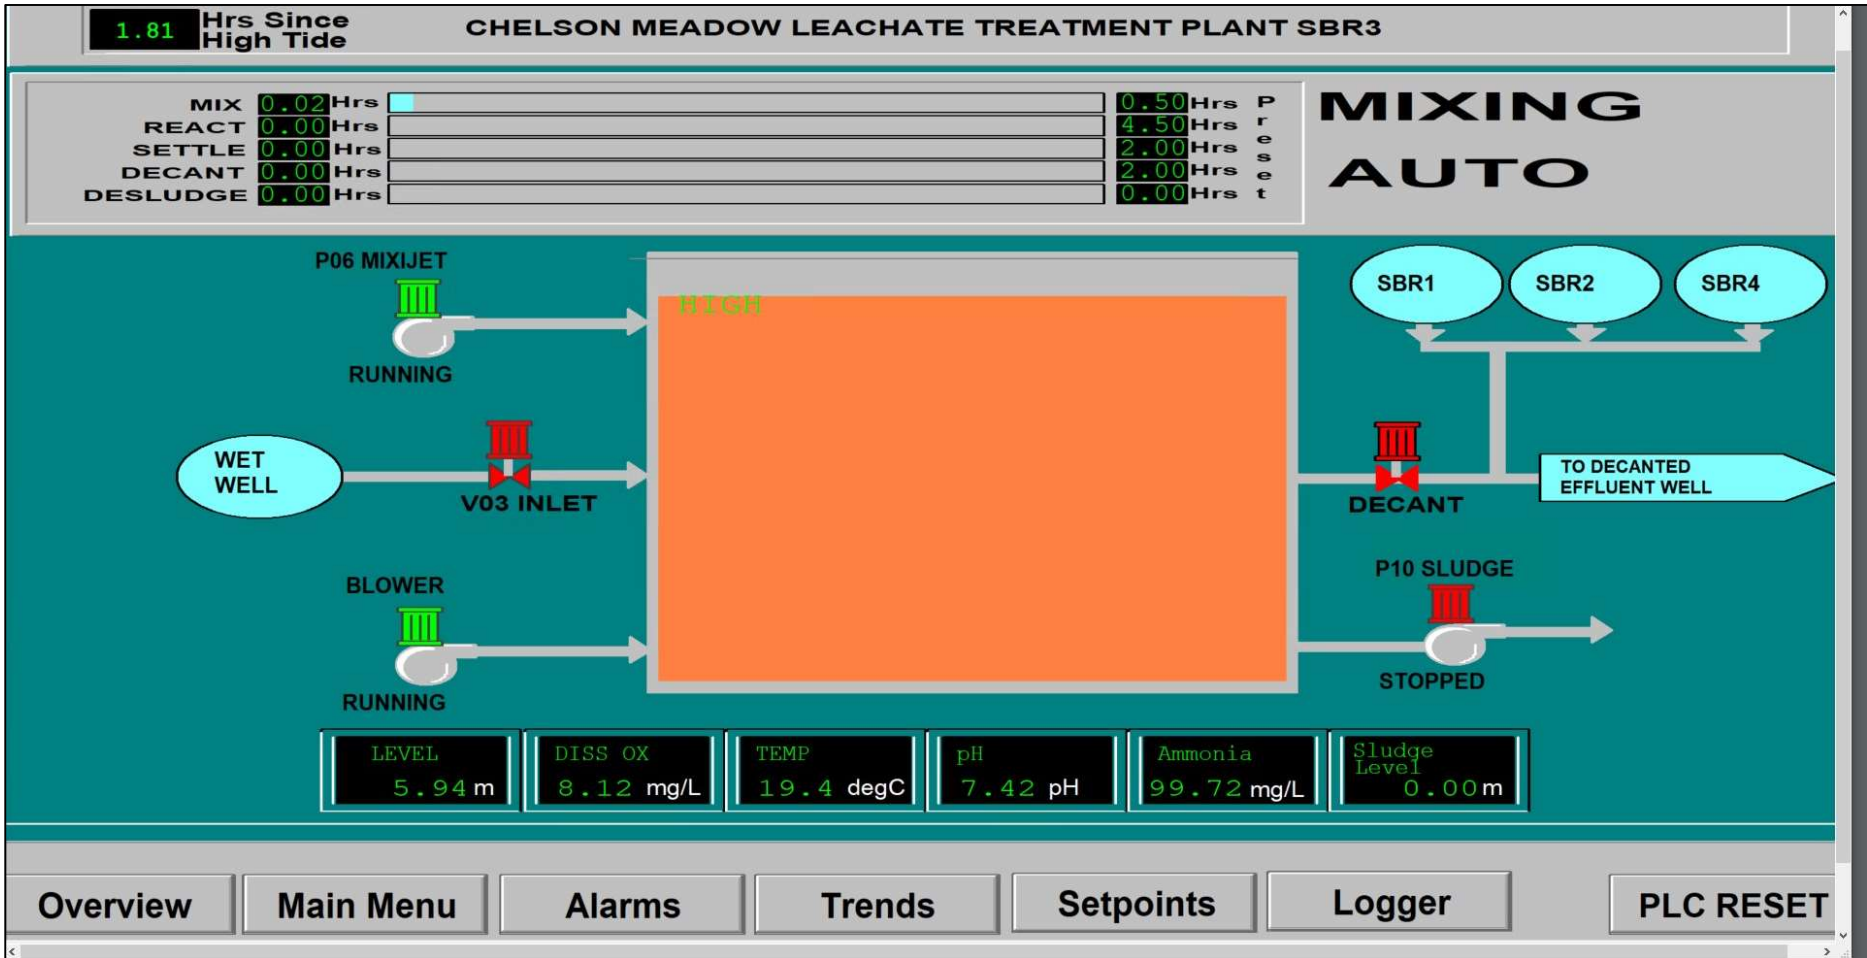 1.81 Hrs Since
High Tide
CHELSON MEADOW LEACHATE TREATMENT PLANT SBR3
MIX 0.02 Hrs 0.50 Hrs
REACT 0.00 Hrs 4.50 Hrs
SETTLE 0.00 Hrs 2.00 Hrs
DECANT 0.00 Hrs 2.00 Hrs
DESLUDGE 0.00 Hrs 0.00 Hrs
Preset
MIXING
AUTO
P06 MIXIJET
RUNNING
HIGH
SBR1
SBR2
SBR4
WET
WELL
V03 INLET
DECANT
TO DECANTED
EFFLUENT WELL
BLOWER
RUNNING
P10 SLUDGE
STOPPED
LEVEL
5.94 m
DISS OX
8.12 mg/L
TEMP
19.4 degC
pH
7.42 pH
Ammonia
99.72 mg/L
Sludge
Level
0.00 m
Overview
Main Menu
Alarms
Trends
Setpoints
Logger
PLC RESET